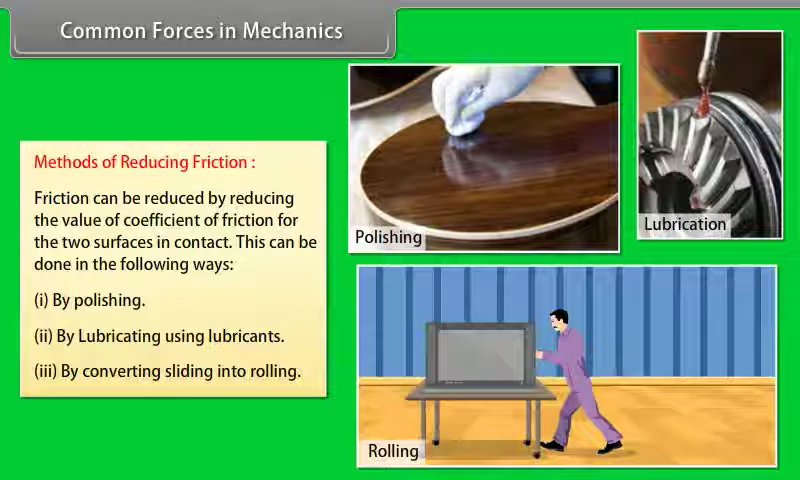 Common Forces in Mechanics
Methods of Reducing Friction :
Friction can be reduced by reducing
the value of coefficient of friction for
the two surfaces in contact. This can be
done in the following ways:
(i) By polishing.
(ii) By Lubricating using lubricants.
(iii) By converting sliding into rolling.
Polishing
Lubrication
Rolling